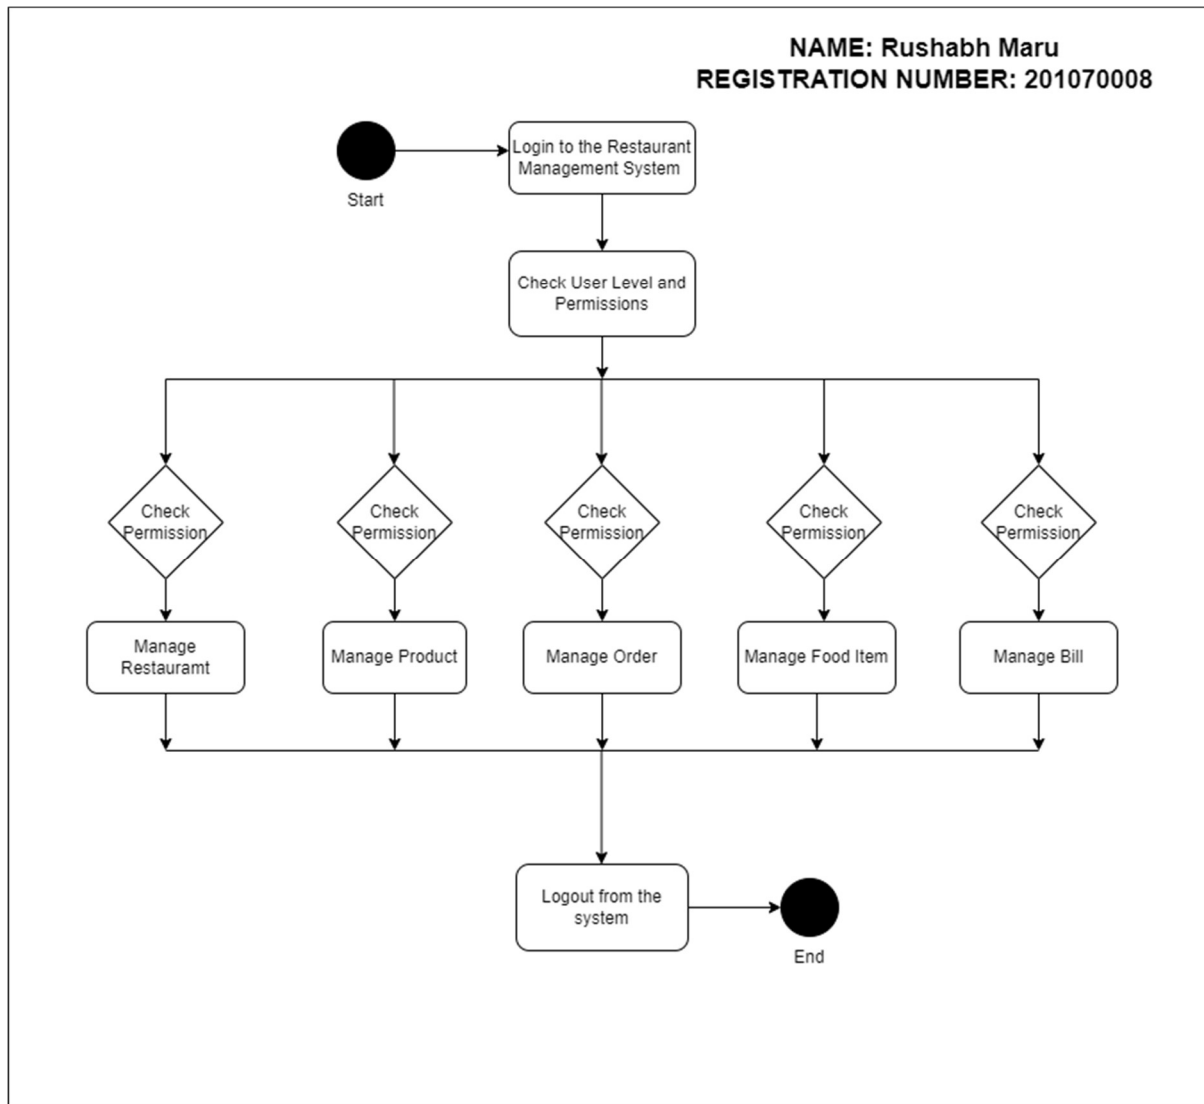 NAME: Rushabh Maru
REGISTRATION NUMBER: 201070008
Login to the Restaurant
Management System
Start
Check User Level and
Permissions
Check
Permission
Check
Permission
Check
Permission
Check
Permission
Check
Permission
Manage
Restauramt
Manage Product
Manage Order
Manage Food Item
Manage Bill
Logout from the
system
End